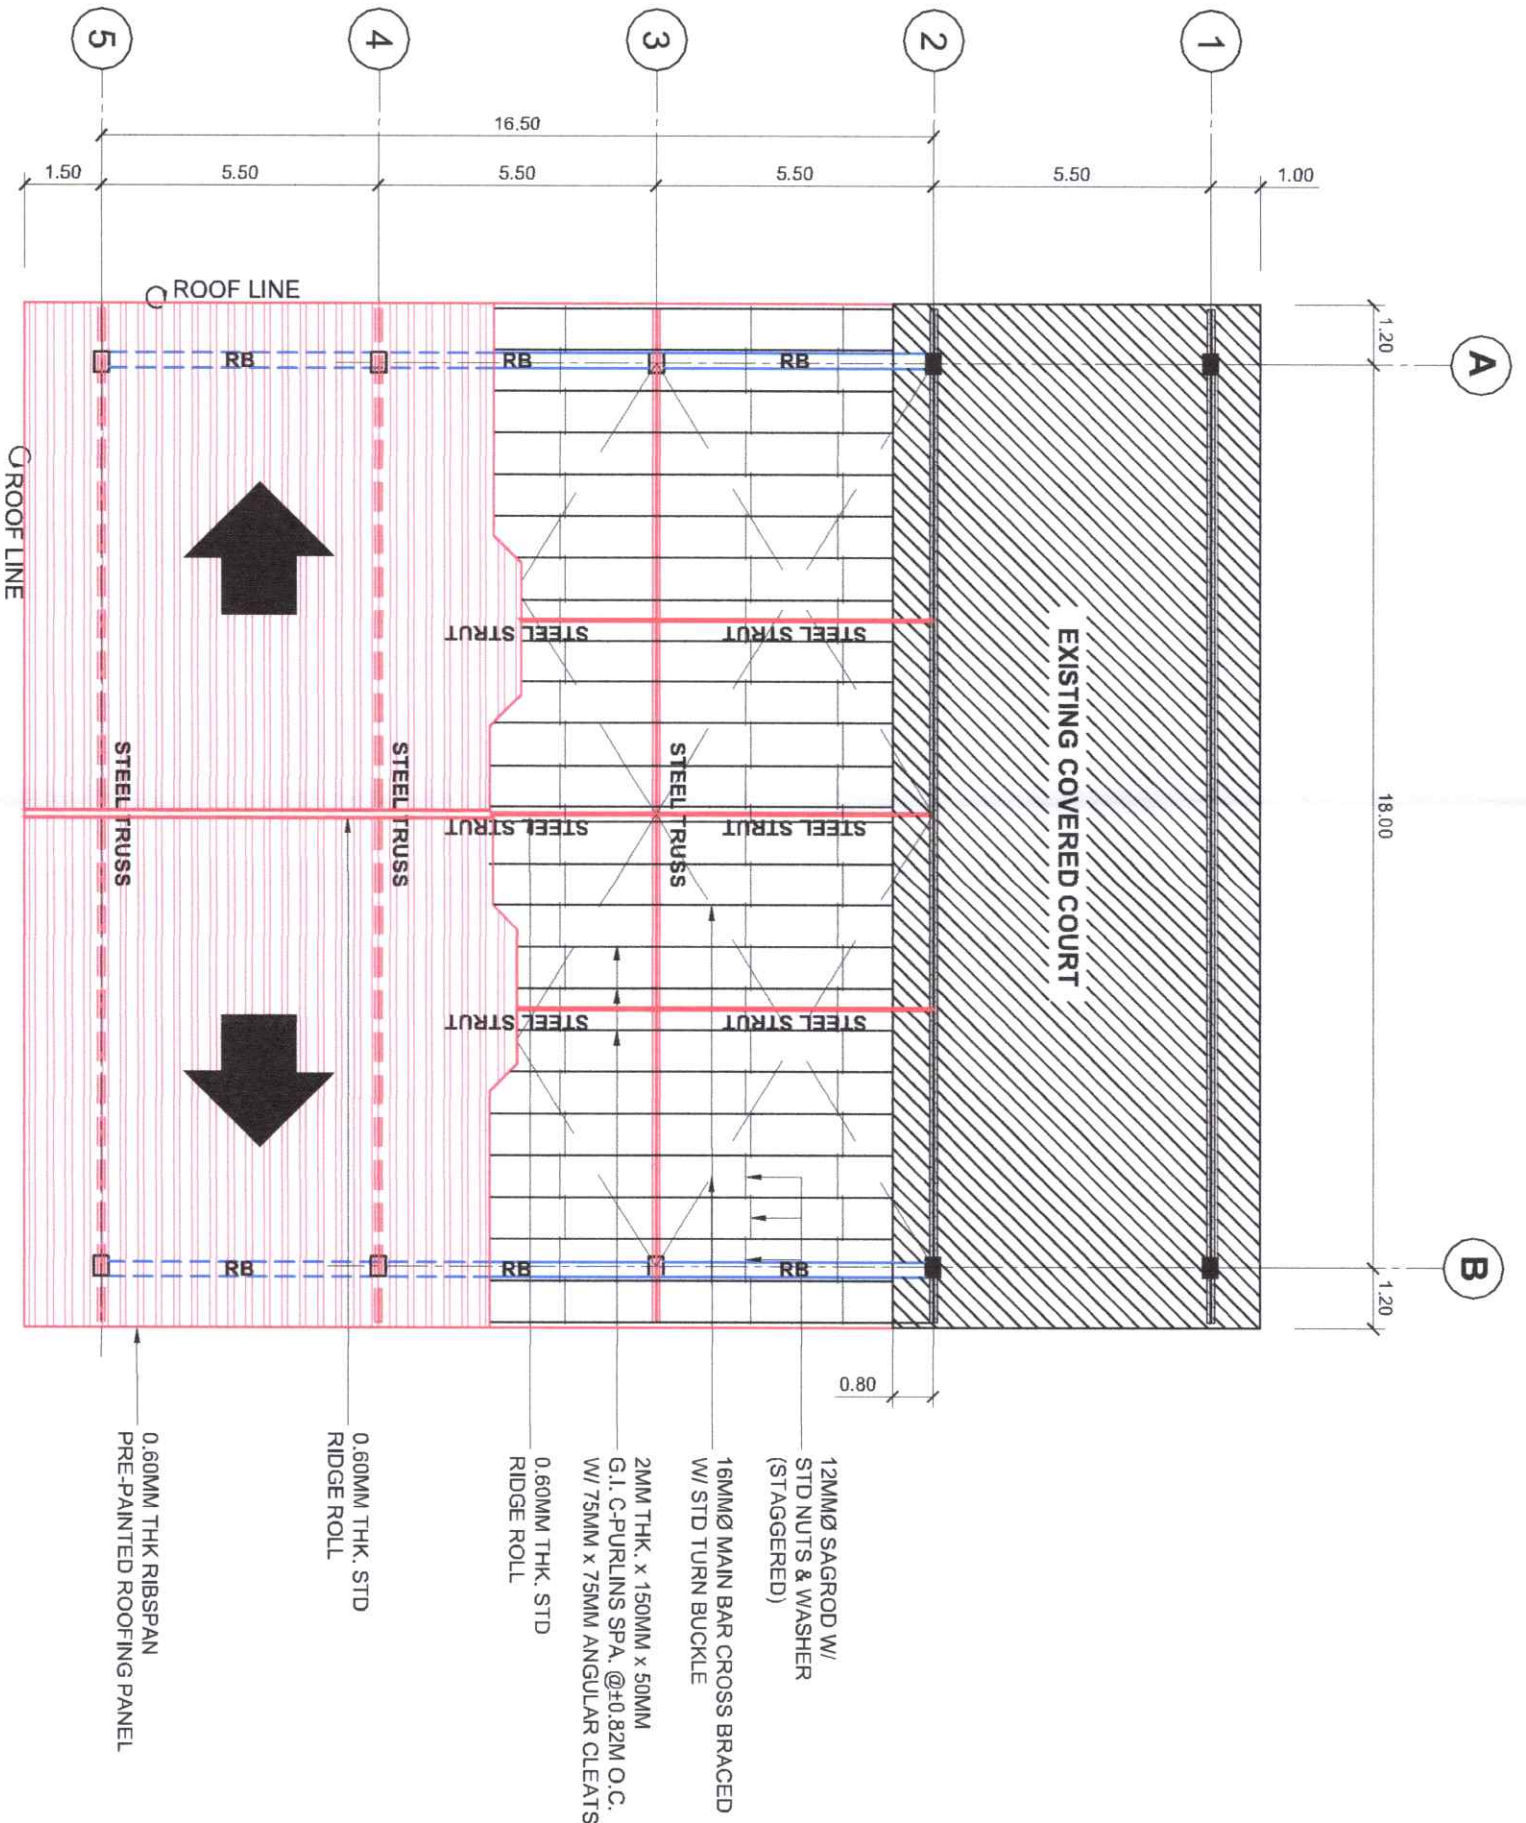 5
4
3
2
1
16.50
1.50
5.50
5.50
5.50
5.50
1.00
ROOF LINE
ROOF LINE
1.20
A
18.00
1.20
B
RB
RB
RB
STEEL STRUT
STEEL STRUT
EXISTING COVERED COURT
STEEL TRUSS
STEEL TRUSS
STEEL TRUSS
STEEL STRUT
STEEL STRUT
STEEL STRUT
STEEL STRUT
RB
RB
RB
0.80
12MMØ SAGROD W/
STD NUTS & WASHER
(STAGGERED)
16MMØ MAIN BAR CROSS BRACED
W/ STD TURN BUCKLE
2MM THK. x 150MM x 50MM
G.I. C-PURLINS SPA. @±0.82M O.C.
W/ 75MM x 75MM ANGULAR CLEATS
0.60MM THK. STD
RIDGE ROLL
0.60MM THK. STD
RIDGE ROLL
0.60MM THK RIBSPAN
PRE-PAINTED ROOFING PANEL